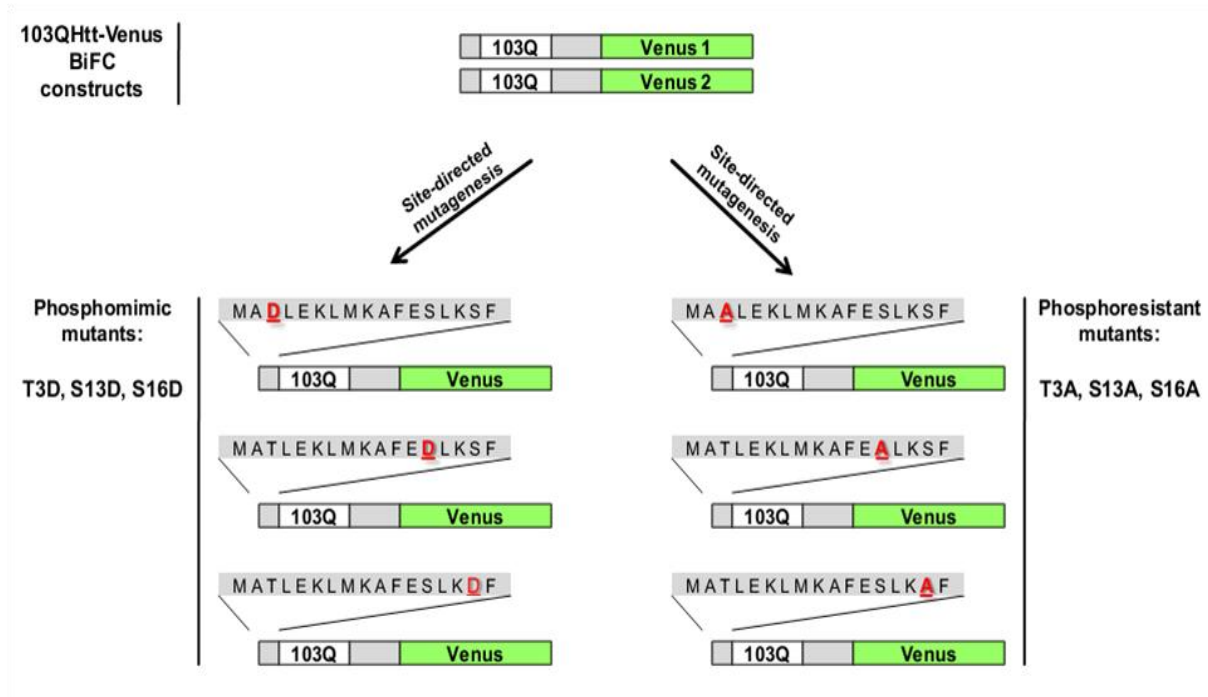 103QHtt-Venus
BiFC
constructs
103Q Venus 1
103Q Venus 2
Site-directed
mutagenesis
Site-directed
mutagenesis
Phosphomimic
mutants:
T3D, S13D, S16D
M A D L E K L M K A F E S L K S F
103Q Venus
M A T L E K L M K A F E D L K S F
103Q Venus
M A T L E K L M K A F E S L K D F
103Q Venus
M A A L E K L M K A F E S L K S F
103Q Venus
M A T L E K L M K A F E A L K S F
103Q Venus
M A T L E K L M K A F E S L K A F
103Q Venus
Phosphoresistant
mutants:
T3A, S13A, S16A